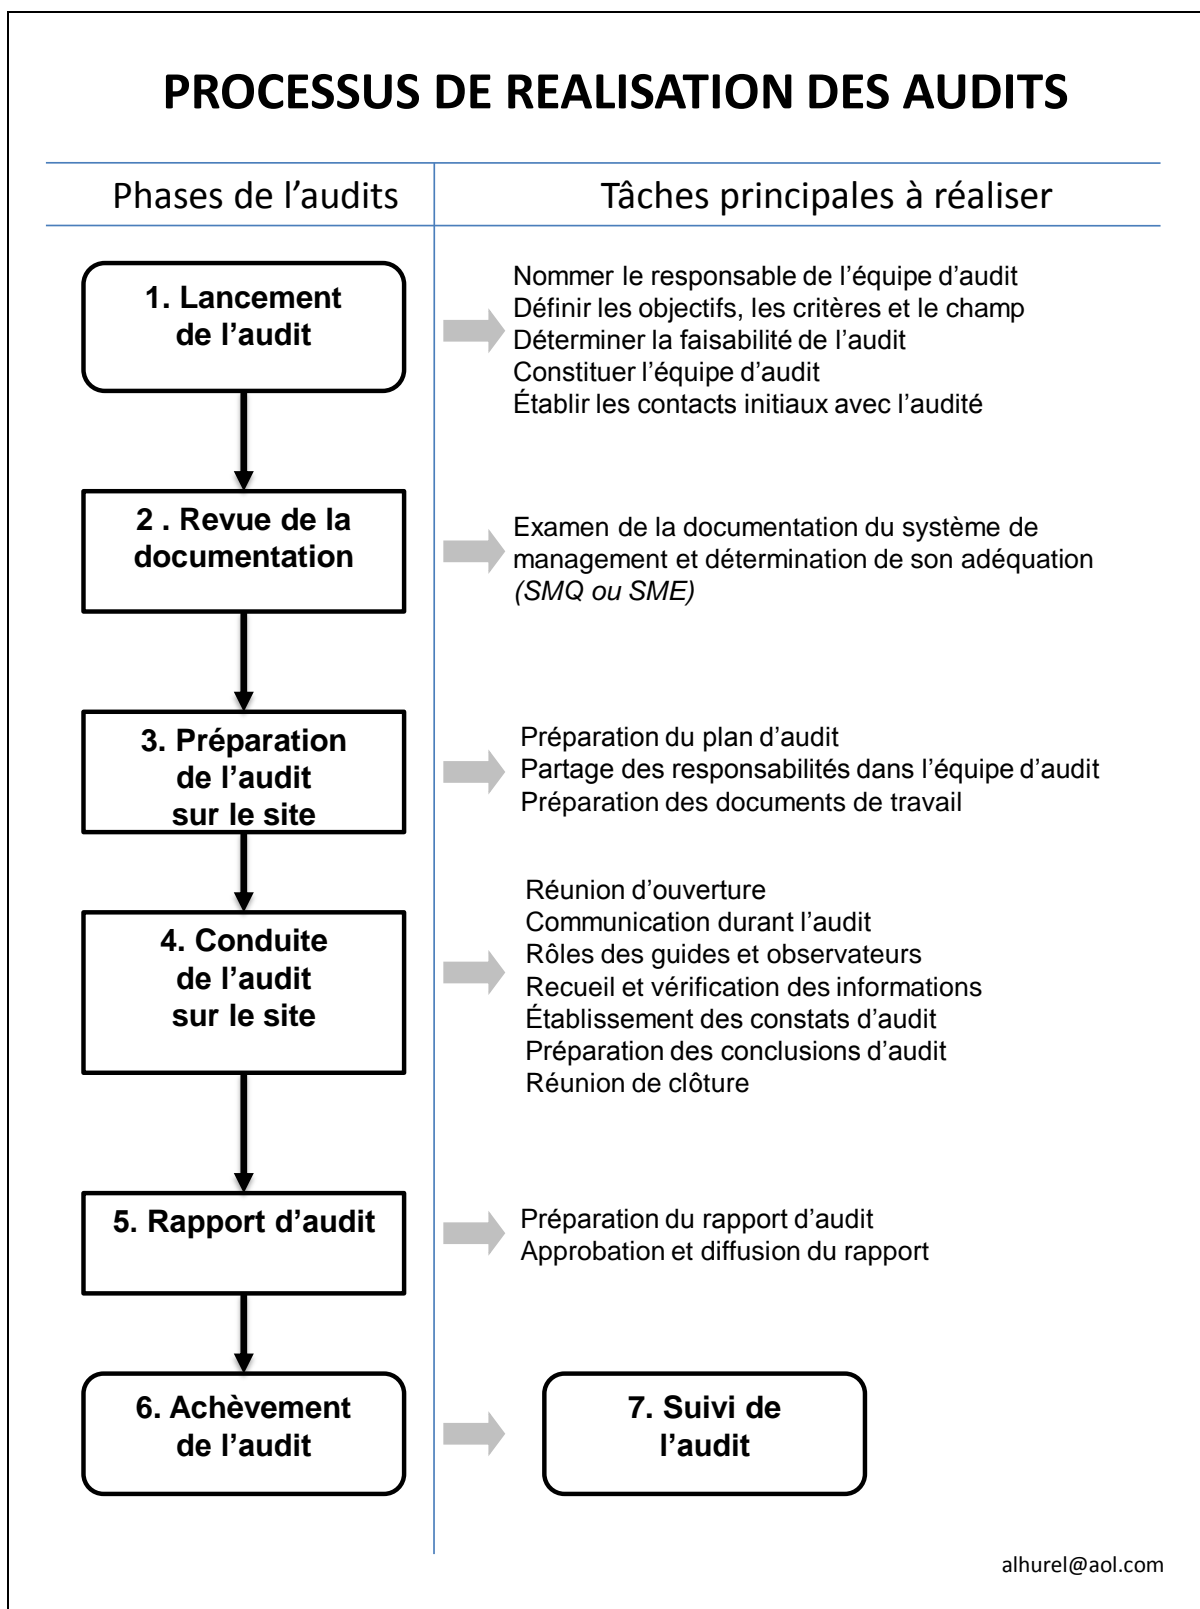 PROCESSUS DE REALISATION DES AUDITS
Phases de l’audits
Tâches principales à réaliser
1. Lancement
de l’audit
Nommer le responsable de l’équipe d’audit
Définir les objectifs, les critères et le champ
Déterminer la faisabilité de l’audit
Constituer l’équipe d’audit
Établir les contacts initiaux avec l’audité
2 . Revue de la
documentation
Examen de la documentation du système de
management et détermination de son adéquation
(SMQ ou SME)
3. Préparation
de l’audit
sur le site
Préparation du plan d’audit
Partage des responsabilités dans l’équipe d’audit
Préparation des documents de travail
4. Conduite
de l’audit
sur le site
Réunion d’ouverture
Communication durant l’audit
Rôles des guides et observateurs
Recueil et vérification des informations
Établissement des constats d’audit
Préparation des conclusions d’audit
Réunion de clôture
5. Rapport d’audit
Préparation du rapport d’audit
Approbation et diffusion du rapport
6. Achèvement
de l’audit
7. Suivi de
l’audit
alhurel@aol.com